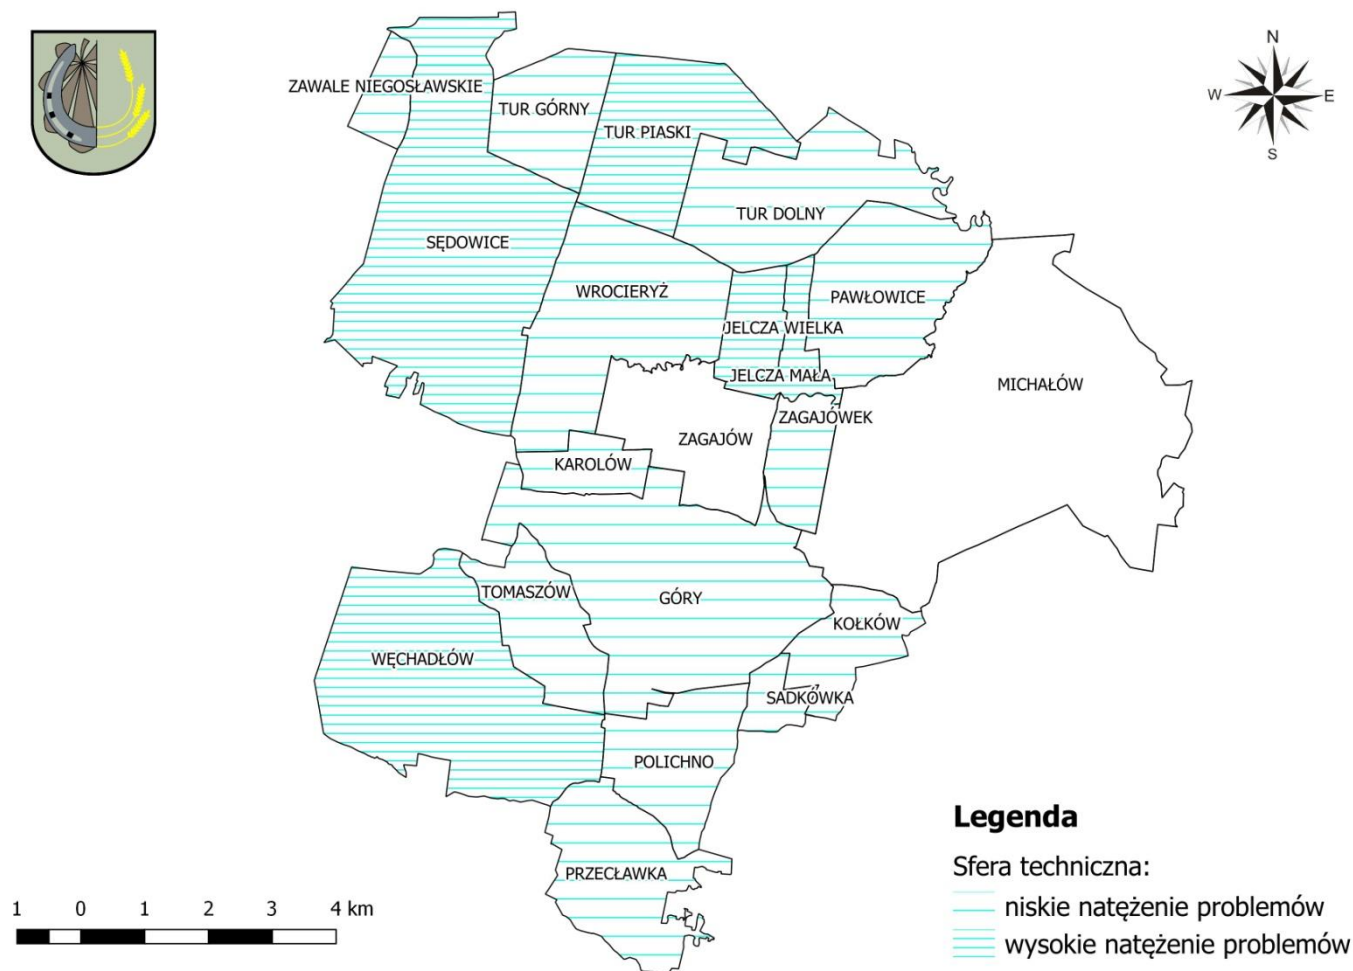 N
W E
S
ZAWALE NIEGOSŁAWSKIE
TUR GÓRNY
TUR PIASKI
TUR DOLNY
SĘDOWICE
WROCIERYŻ
PAWŁOWICE
JELCZA WIELKA
JELCZA MAŁA
MICHAŁÓW
ZAGAJÓWEK
ZAGAJÓW
KAROLÓW
TOMASZÓW
GÓRY
KOŁKÓW
WĘCHADŁÓW
SADKÓWKA
POLICHNO
PRZECŁAWKA
Legenda
Sfera techniczna:
niskie natężenie problemów
wysokie natężenie problemów
1 0 1 2 3 4 km